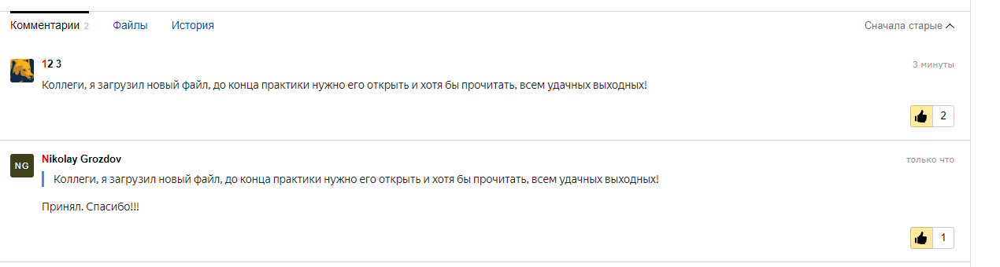 Комментарии 2 Файлы История Сначала старые
12 3 3 минуты
Коллеги, я загрузил новый файл, до конца практики нужно его открыть и хотя бы прочитать, всем удачных выходных!
2
NG Nikolay Grozdov только что
Коллеги, я загрузил новый файл, до конца практики нужно его открыть и хотя бы прочитать, всем удачных выходных!
Принял. Спасибо!!!
1